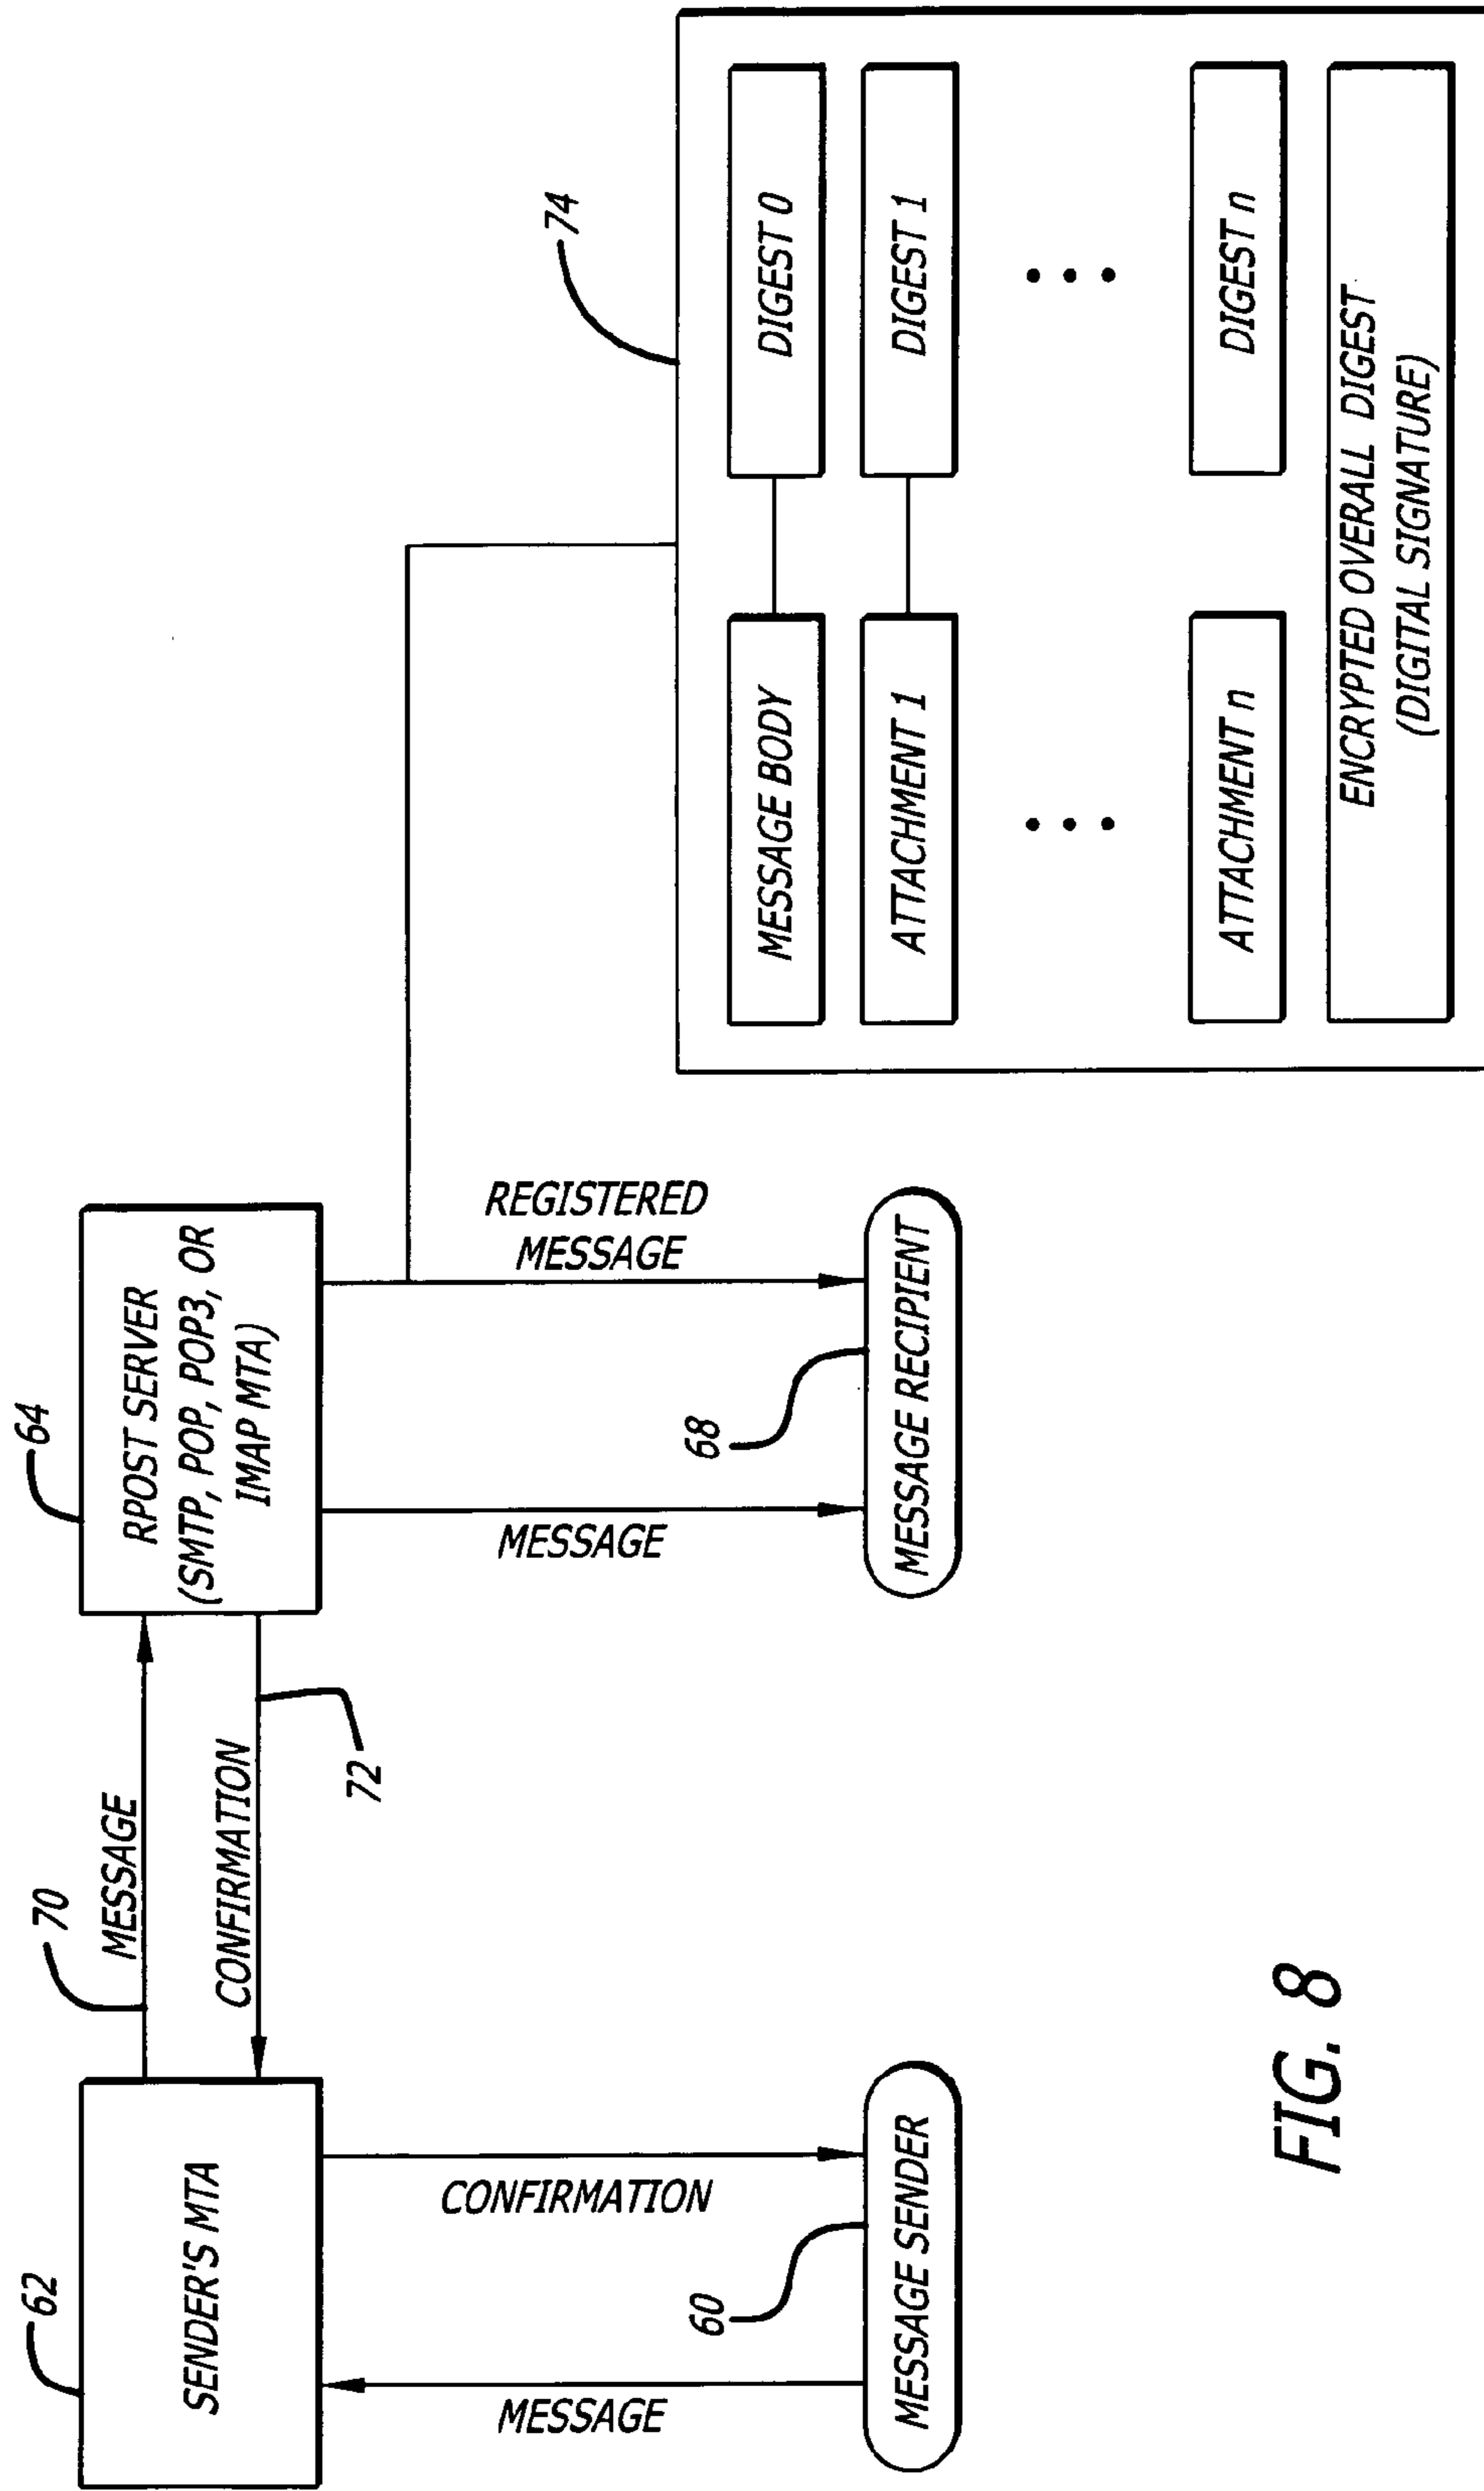 62
SENDER'S MTA
70
MESSAGE
CONFIRMATION
72
64
RPOST SERVER
(SMTP, POP, POP3, OR
IMAP MTA)
MESSAGE
CONFIRMATION
60
MESSAGE SENDER
MESSAGE
REGISTERED
MESSAGE
68
MESSAGE RECIPIENT
74
MESSAGE BODY
DIGEST 0
ATTACHMENT 1
DIGEST 1
ATTACHMENT n
DIGEST n
ENCRYPTED OVERALL DIGEST
(DIGITAL SIGNATURE)
FIG. 8